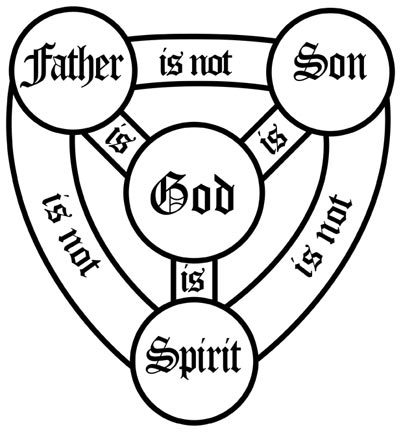 Father is not Son
is is
God
is not is not
is
Spirit